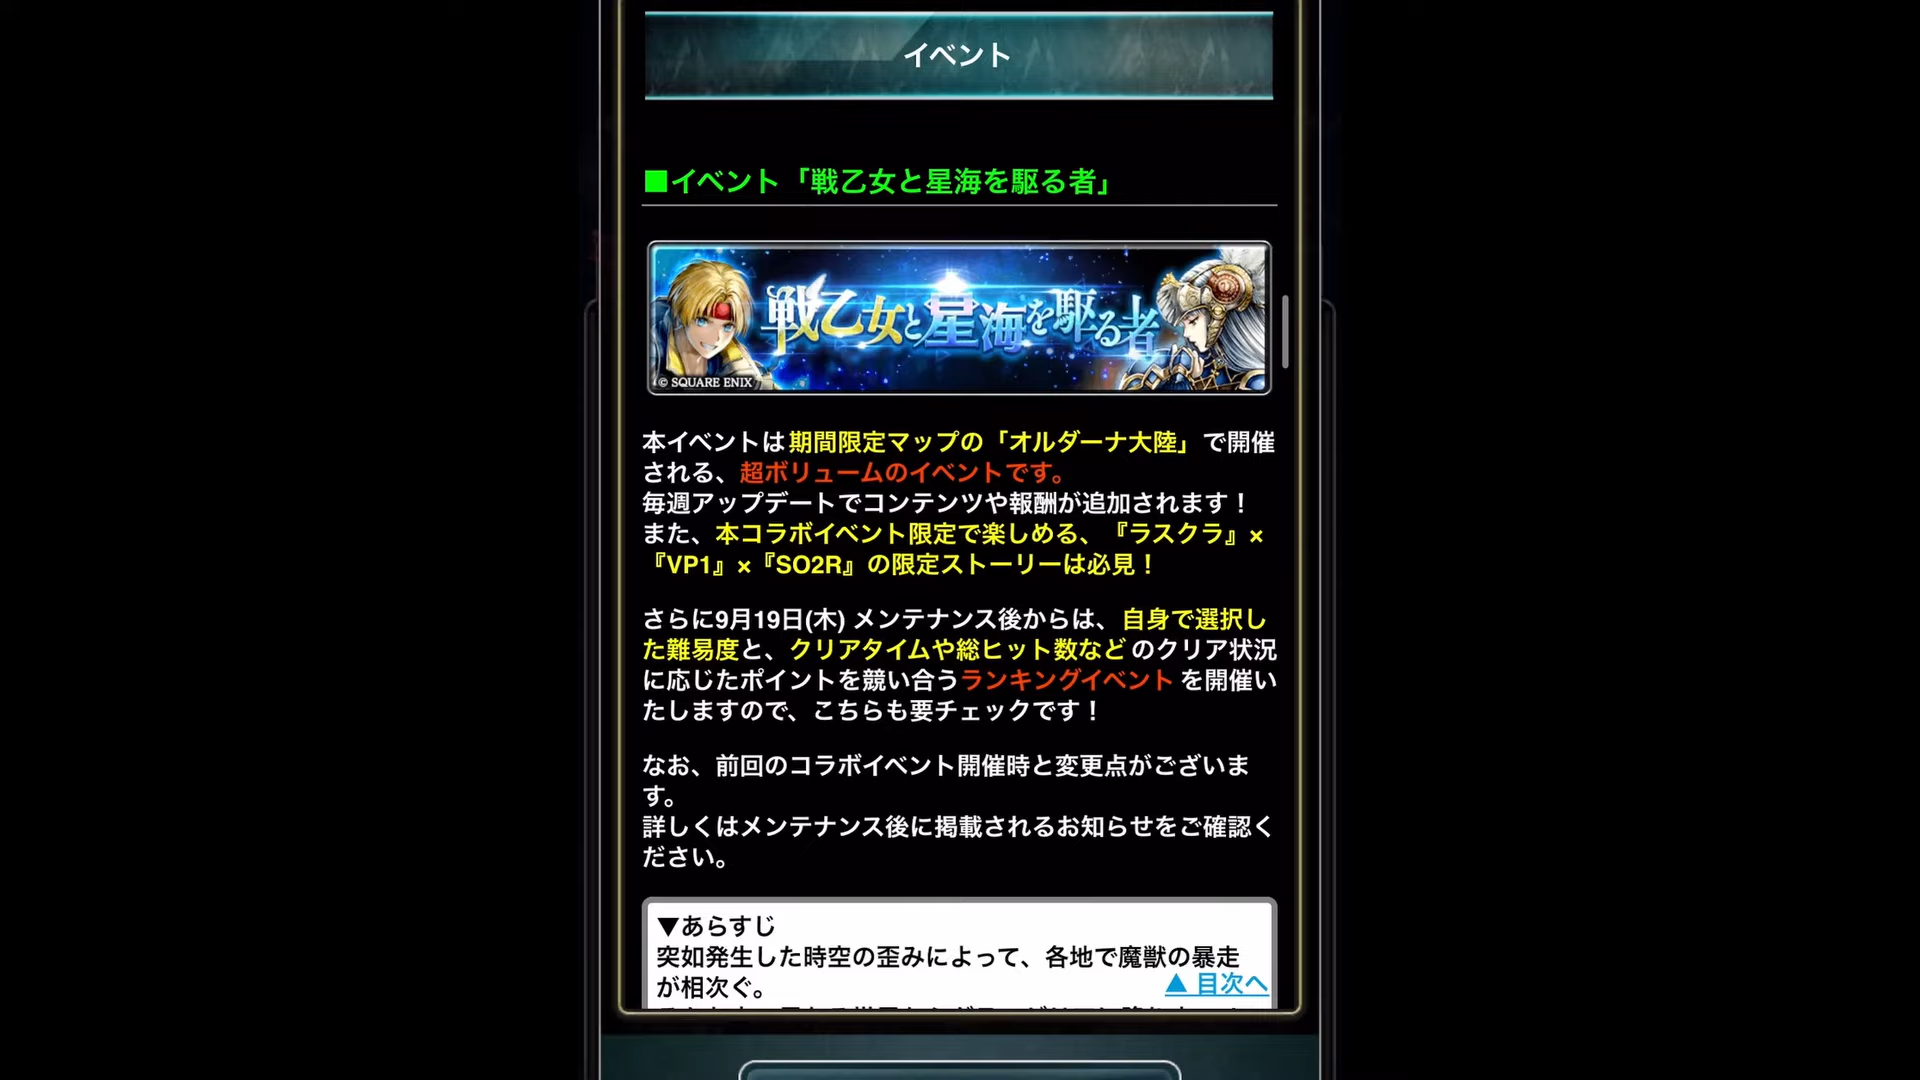 イベント
■イベント「戦乙女と星海を駆る者」
戦乙女と星海を駆る者
© SQUARE ENIX
本イベントは期間限定マップの「オルダーナ大陸」で開催
される、超ボリュームのイベントです。
毎週アップデートでコンテンツや報酬が追加されます！
また、本コラボイベント限定で楽しめる、『ラスクラ』×
『VP1』×『SO2R』の限定ストーリーは必見！
さらに9月19日(木) メンテナンス後からは、自身で選択し
た難易度と、クリアタイムや総ヒット数などのクリア状況
に応じたポイントを競い合うランキングイベントを開催い
たしますので、こちらも要チェックです！
なお、前回のコラボイベント開催時と変更点がございま
す。
詳しくはメンテナンス後に掲載されるお知らせをご確認く
ださい。
▼あらすじ
突如発生した時空の歪みによって、各地で魔獣の暴走
が相次ぐ。
▲ 目次へ